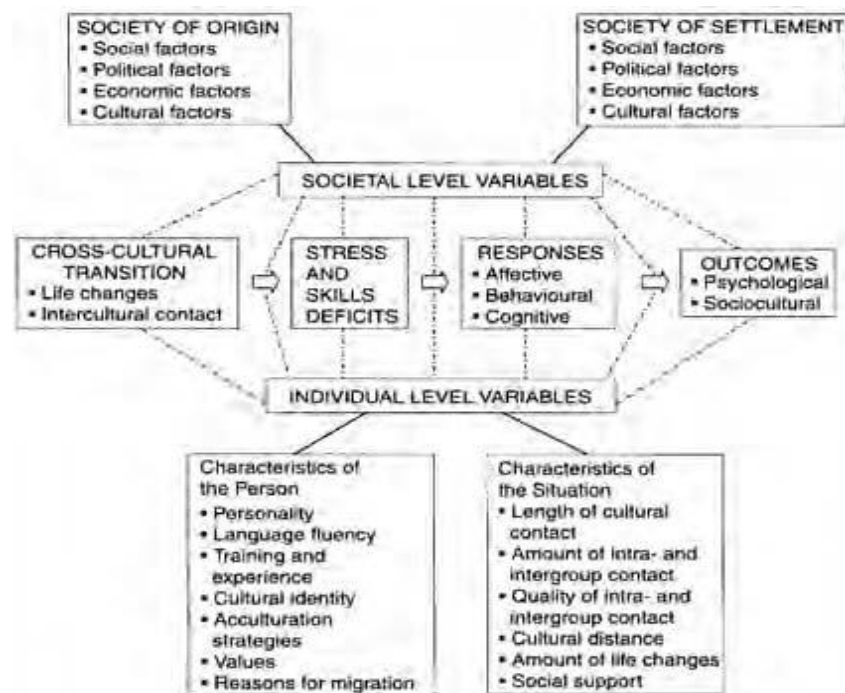 SOCIETY OF ORIGIN
▪ Social factors
▪ Political factors
▪ Economic factors
▪ Cultural factors
SOCIETY OF SETTLEMENT
▪ Social factors
▪ Political factors
▪ Economic factors
▪ Cultural factors
SOCIETAL LEVEL VARIABLES
CROSS-CULTURAL
TRANSITION
▪ Life changes
▪ Intercultural contact
STRESS
AND
SKILLS
DEFICITS
RESPONSES
▪ Affective
▪ Behavioural
▪ Cognitive
OUTCOMES
▪ Psychological
▪ Sociocultural
INDIVIDUAL LEVEL VARIABLES
Characteristics of
the Person
▪ Personality
▪ Language fluency
▪ Training and
experience
▪ Cultural identity
▪ Acculturation
strategies
▪ Values
▪ Reasons for migration
Characteristics of
the Situation
▪ Length of cultural
contact
▪ Amount of intra- and
intergroup contact
▪ Quality of intra- and
intergroup contact
▪ Cultural distance
▪ Amount of life changes
▪ Social support